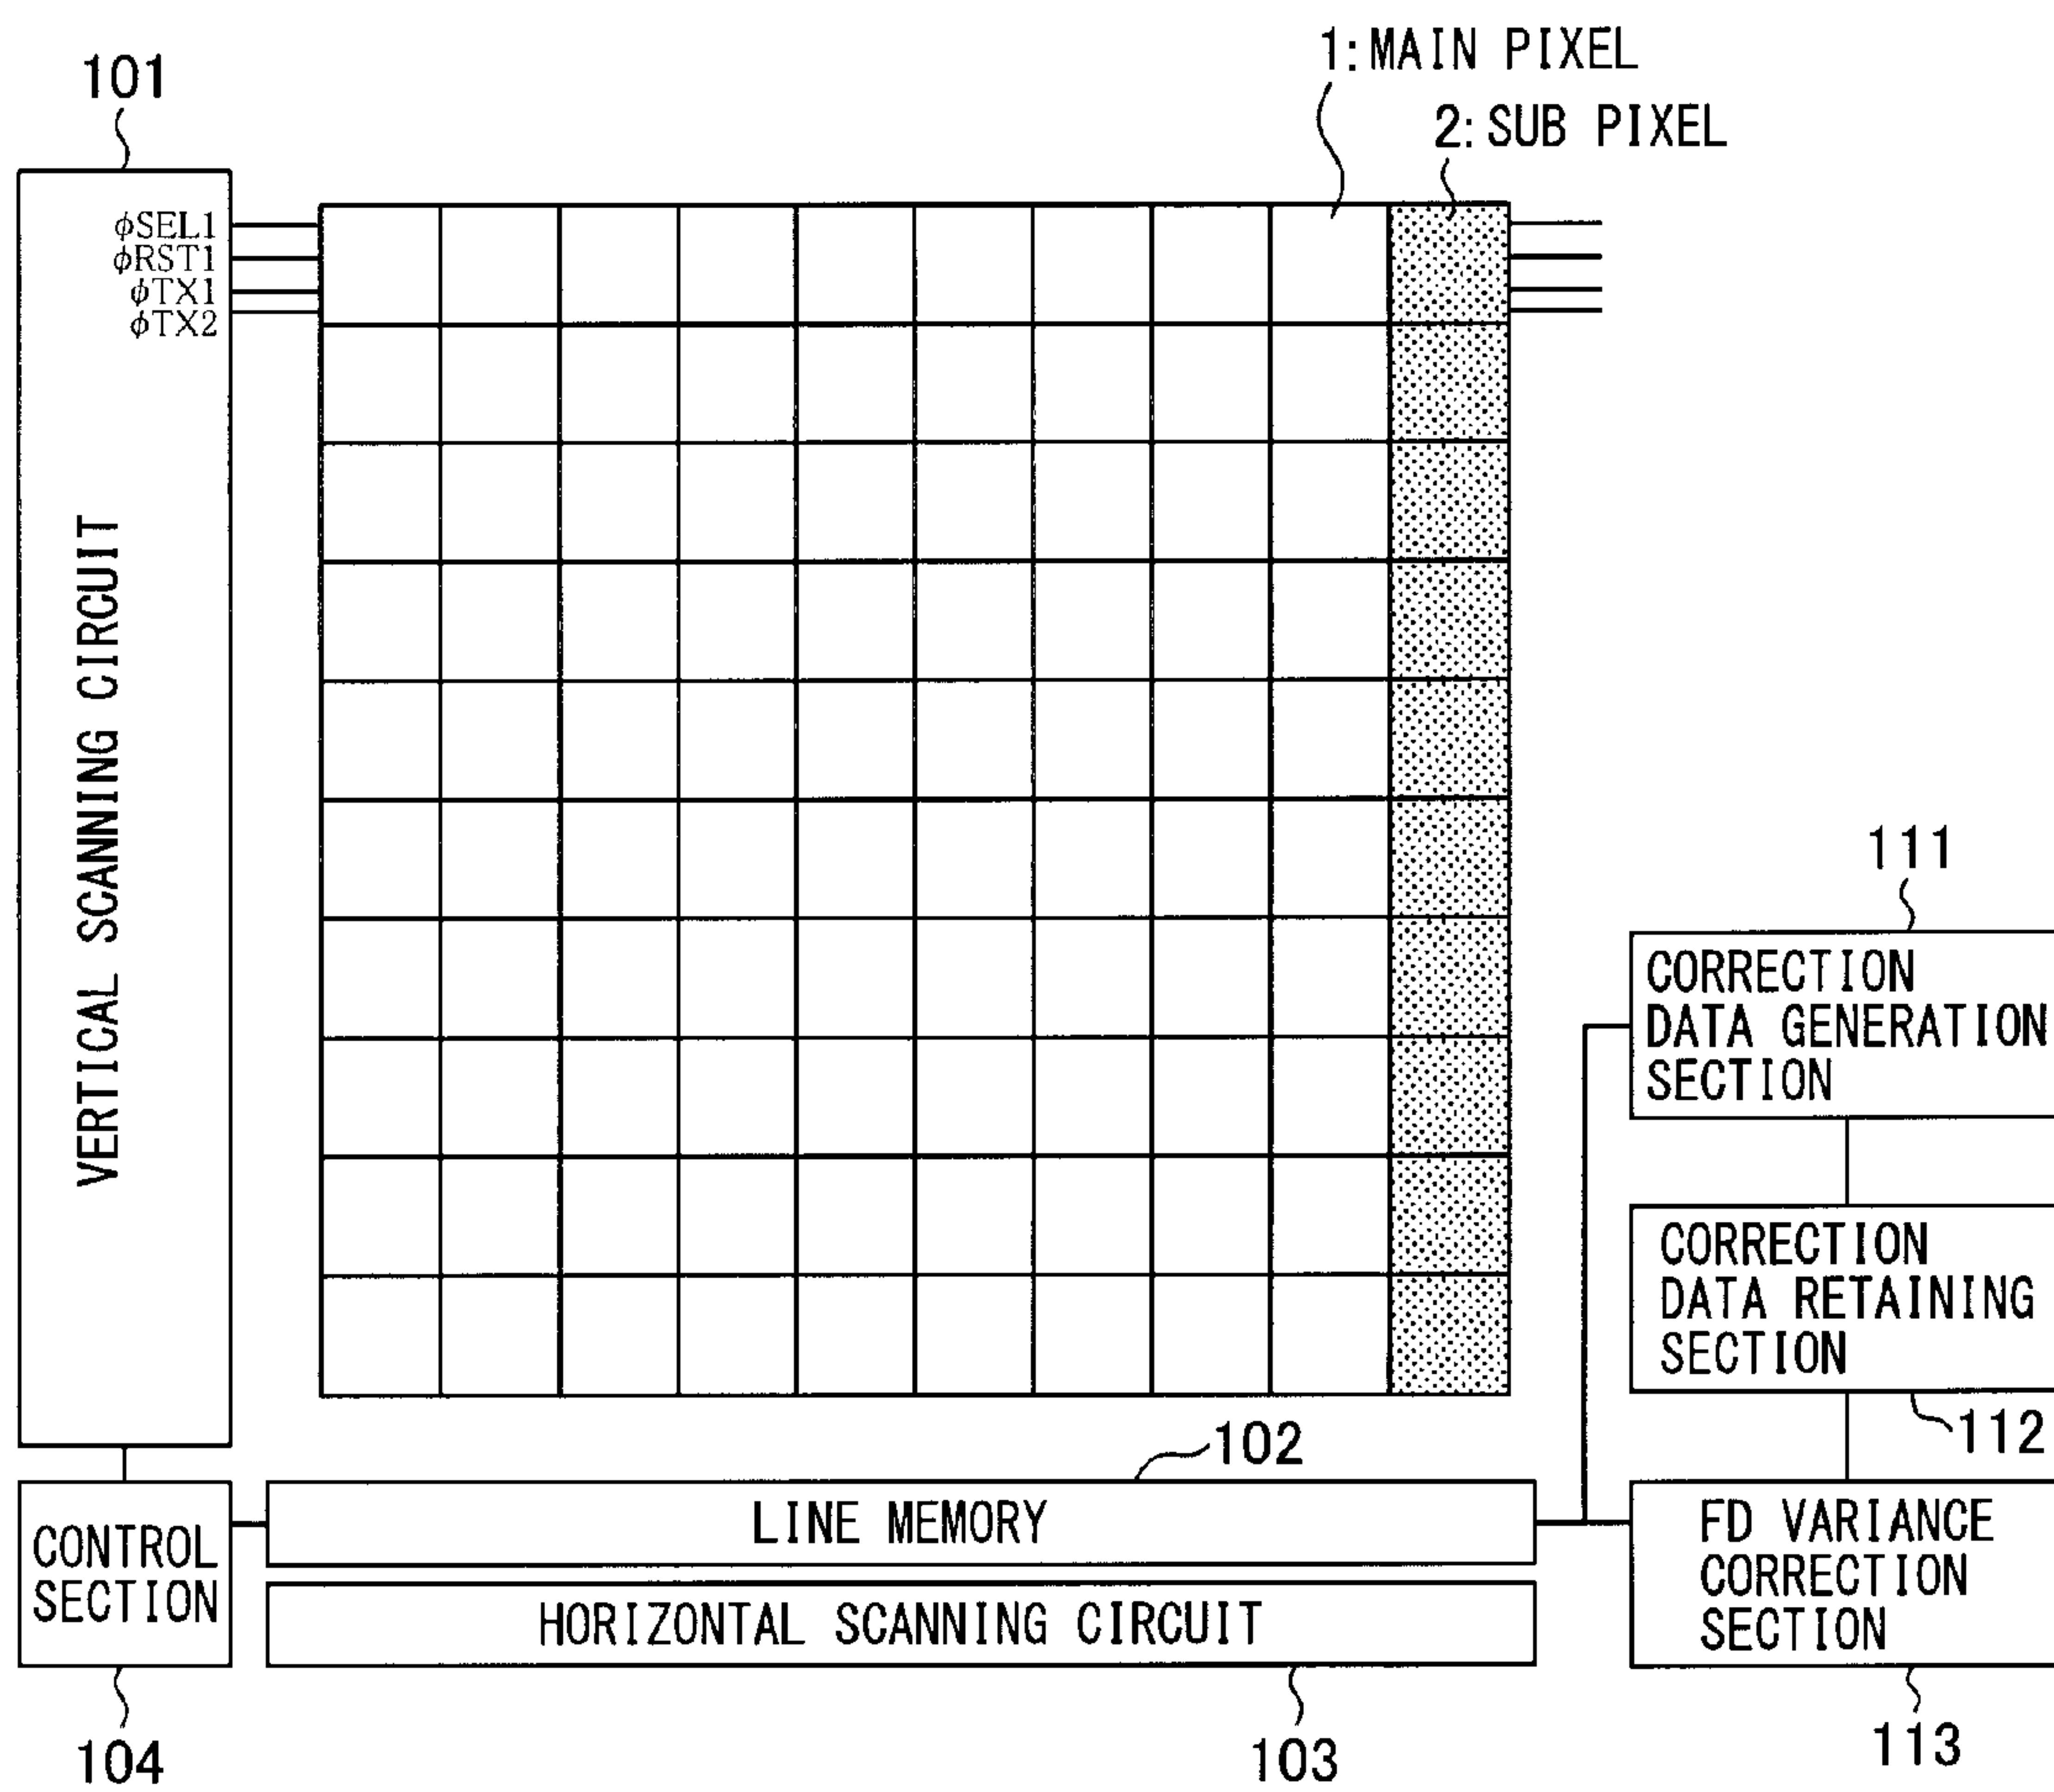 1:MAIN PIXEL
2:SUB PIXEL
101
φSEL1
φRST1
φTX1
φTX2
VERTICAL SCANNING CIRCUIT
111
CORRECTION
DATA GENERATION
SECTION
CORRECTION
DATA RETAINING
SECTION
112
102
LINE MEMORY
CONTROL
SECTION
HORIZONTAL SCANNING CIRCUIT
FD VARIANCE
CORRECTION
SECTION
104
103
113